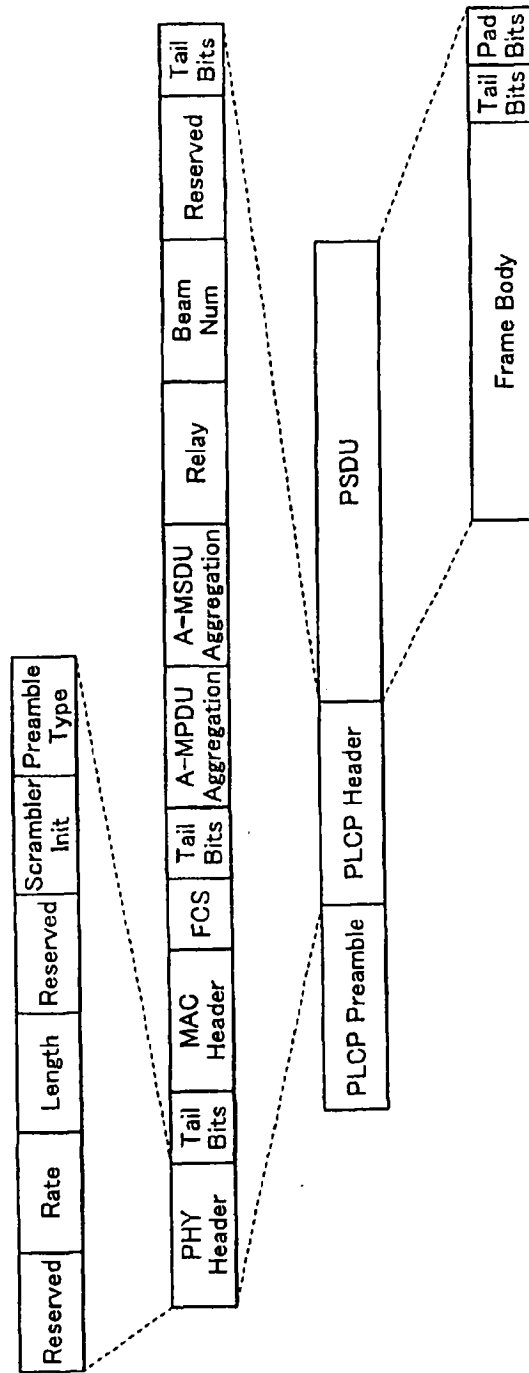 Reserved
Rate
Length
Reserved
Scrambler
Init
Preamble
Type
PHY
Header
Tail
Bits
MAC
Header
FCS
Tail
Bits
A-MPDU
Aggregation
A-MSDU
Aggregation
Relay
Beam
Num
Reserved
Tail
Bits
PLCP Preamble
PLCP Header
PSDU
Frame Body
Tail
Bits
Pad
Bits